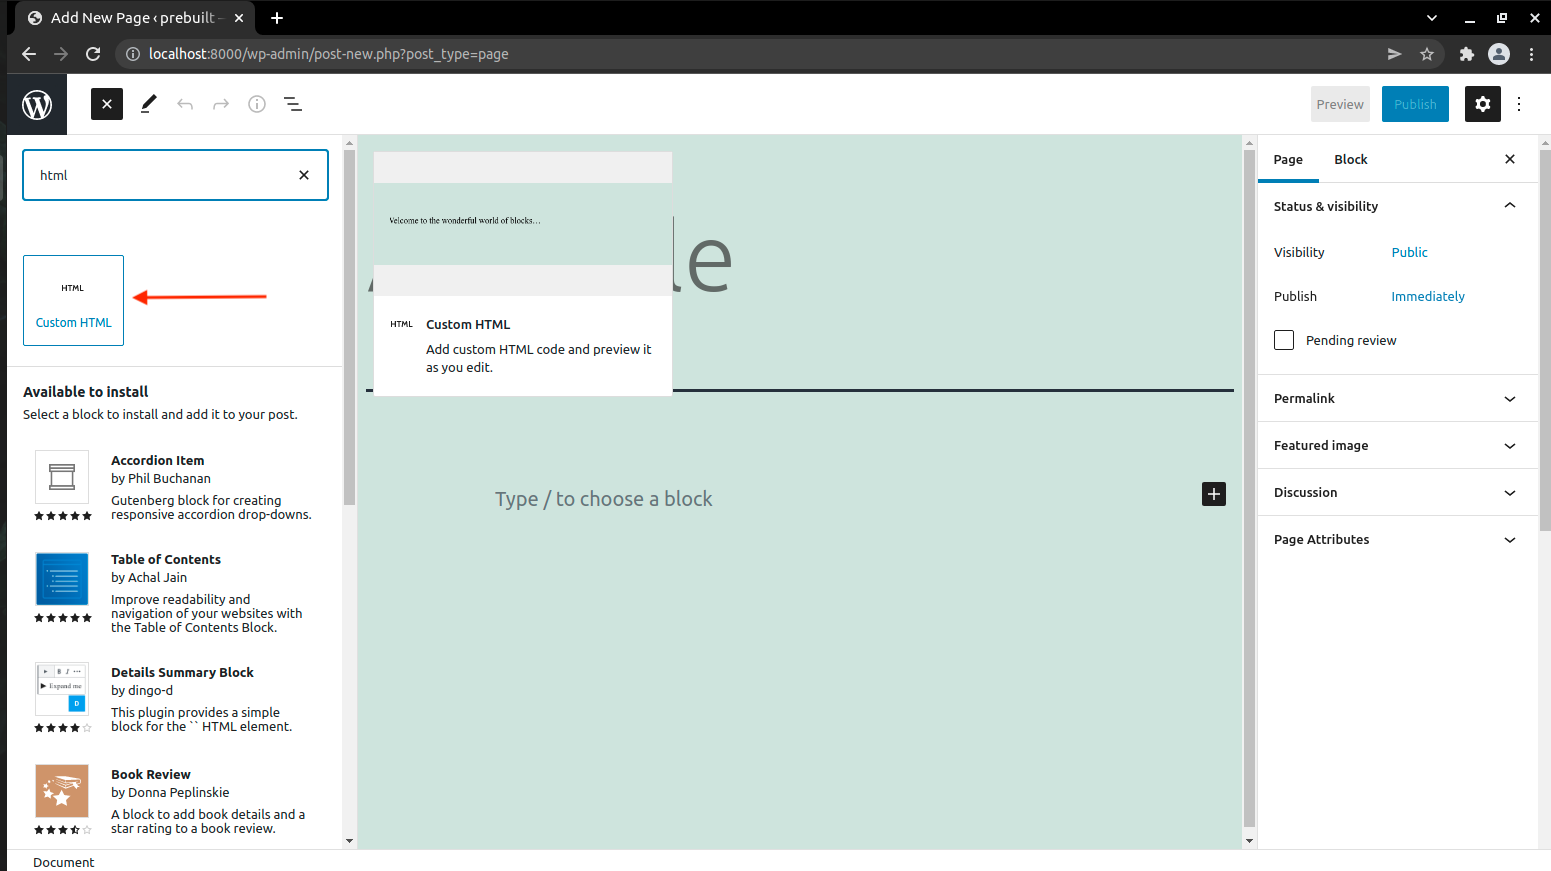 Add New Page ‹ prebuilt –
localhost:8000/wp-admin/post-new.php?post_type=page
Preview
Publish
html
HTML
Custom HTML
Available to install
Select a block to install and add it to your post.
Accordion Item
by Phil Buchanan
Gutenberg block for creating
responsive accordion drop-downs.
Table of Contents
by Achal Jain
Improve readability and
navigation of your websites with
the Table of Contents Block.
B I
Expand me
D
Details Summary Block
by dingo-d
This plugin provides a simple
block for the `` HTML element.
Book Review
by Donna Peplinskie
A block to add book details and a
star rating to a book review.
Welcome to the wonderful world of blocks…
le
HTML
Custom HTML
Add custom HTML code and preview it
as you edit.
Type / to choose a block
Page
Block
Status & visibility
Visibility
Public
Publish
Immediately
Pending review
Permalink
Featured image
Discussion
Page Attributes
Document